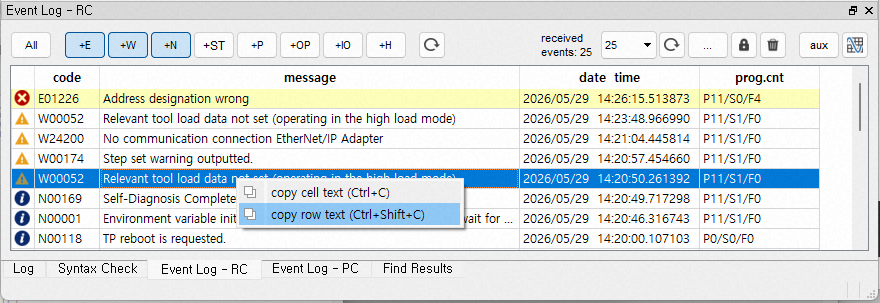 Event Log - RC
All +E +W +N +ST +P +OP +IO +H received events: 25 25 ... aux
code message date time prog.cnt
E01226 Address designation wrong 2026/05/29 14:26:15.513873 P11/S0/F4
W00052 Relevant tool load data not set (operating in the high load mode) 2026/05/29 14:23:48.966990 P11/S1/F0
W24200 No communication connection EtherNet/IP Adapter 2026/05/29 14:21:04.445814 P11/S1/F0
W00174 Step set warning outputted. 2026/05/29 14:20:57.454660 P11/S1/F0
W00052 Relevant tool load data not set (operating in the high load mode) 2026/05/29 14:20:50.261392 P11/S1/F0
N00169 Self-Diagnosis Complete 2026/05/29 14:20:49.717298 P11/S1/F0
copy cell text (Ctrl+C)
copy row text (Ctrl+Shift+C)
N00001 Environment variable init wait for ... 2026/05/29 14:20:46.316743 P11/S1/F0
N00118 TP reboot is requested. 2026/05/29 14:20:00.107103 P0/S0/F0
Log Syntax Check Event Log - RC Event Log - PC Find Results